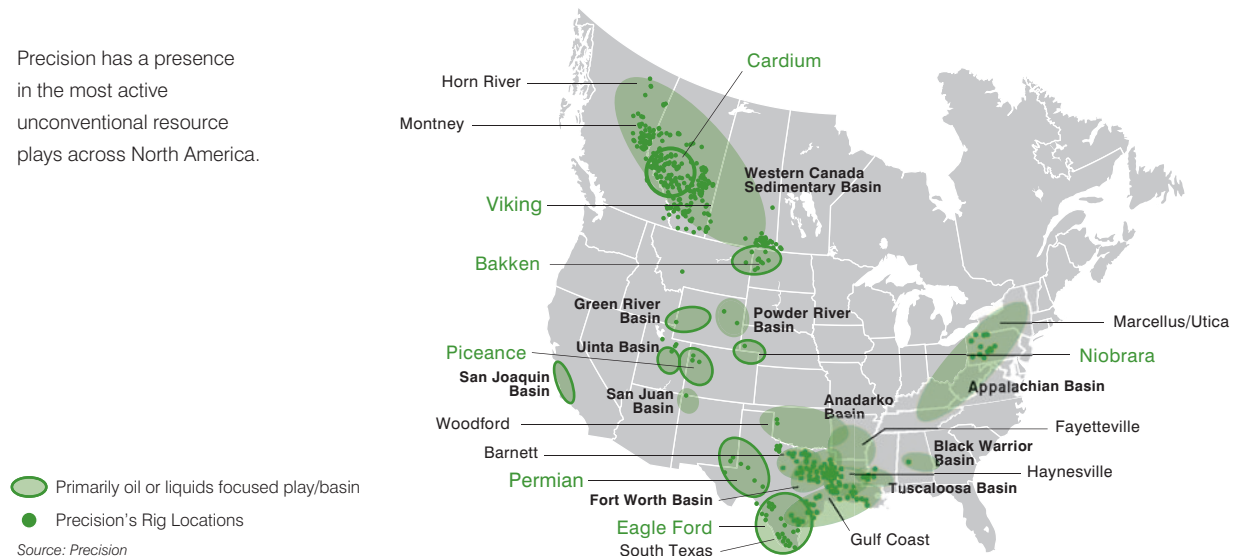 Precision has a presence
in the most active
unconventional resource
plays across North America.
Cardium
Horn River
Montney
Western Canada
Sedimentary Basin
Viking
Bakken
Green River
Basin
Powder River
Basin
Marcellus/Utica
Uinta Basin
Piceance
Niobrara
San Joaquin
Basin
Appalachian Basin
San Juan
Basin
Anadarko
Basin
Woodford
Fayetteville
Barnett
Black Warrior
Basin
Haynesville
Permian
Tuscaloosa Basin
Fort Worth Basin
Eagle Ford
Gulf Coast
South Texas
Primarily oil or liquids focused play/basin
Precision's Rig Locations
Source: Precision